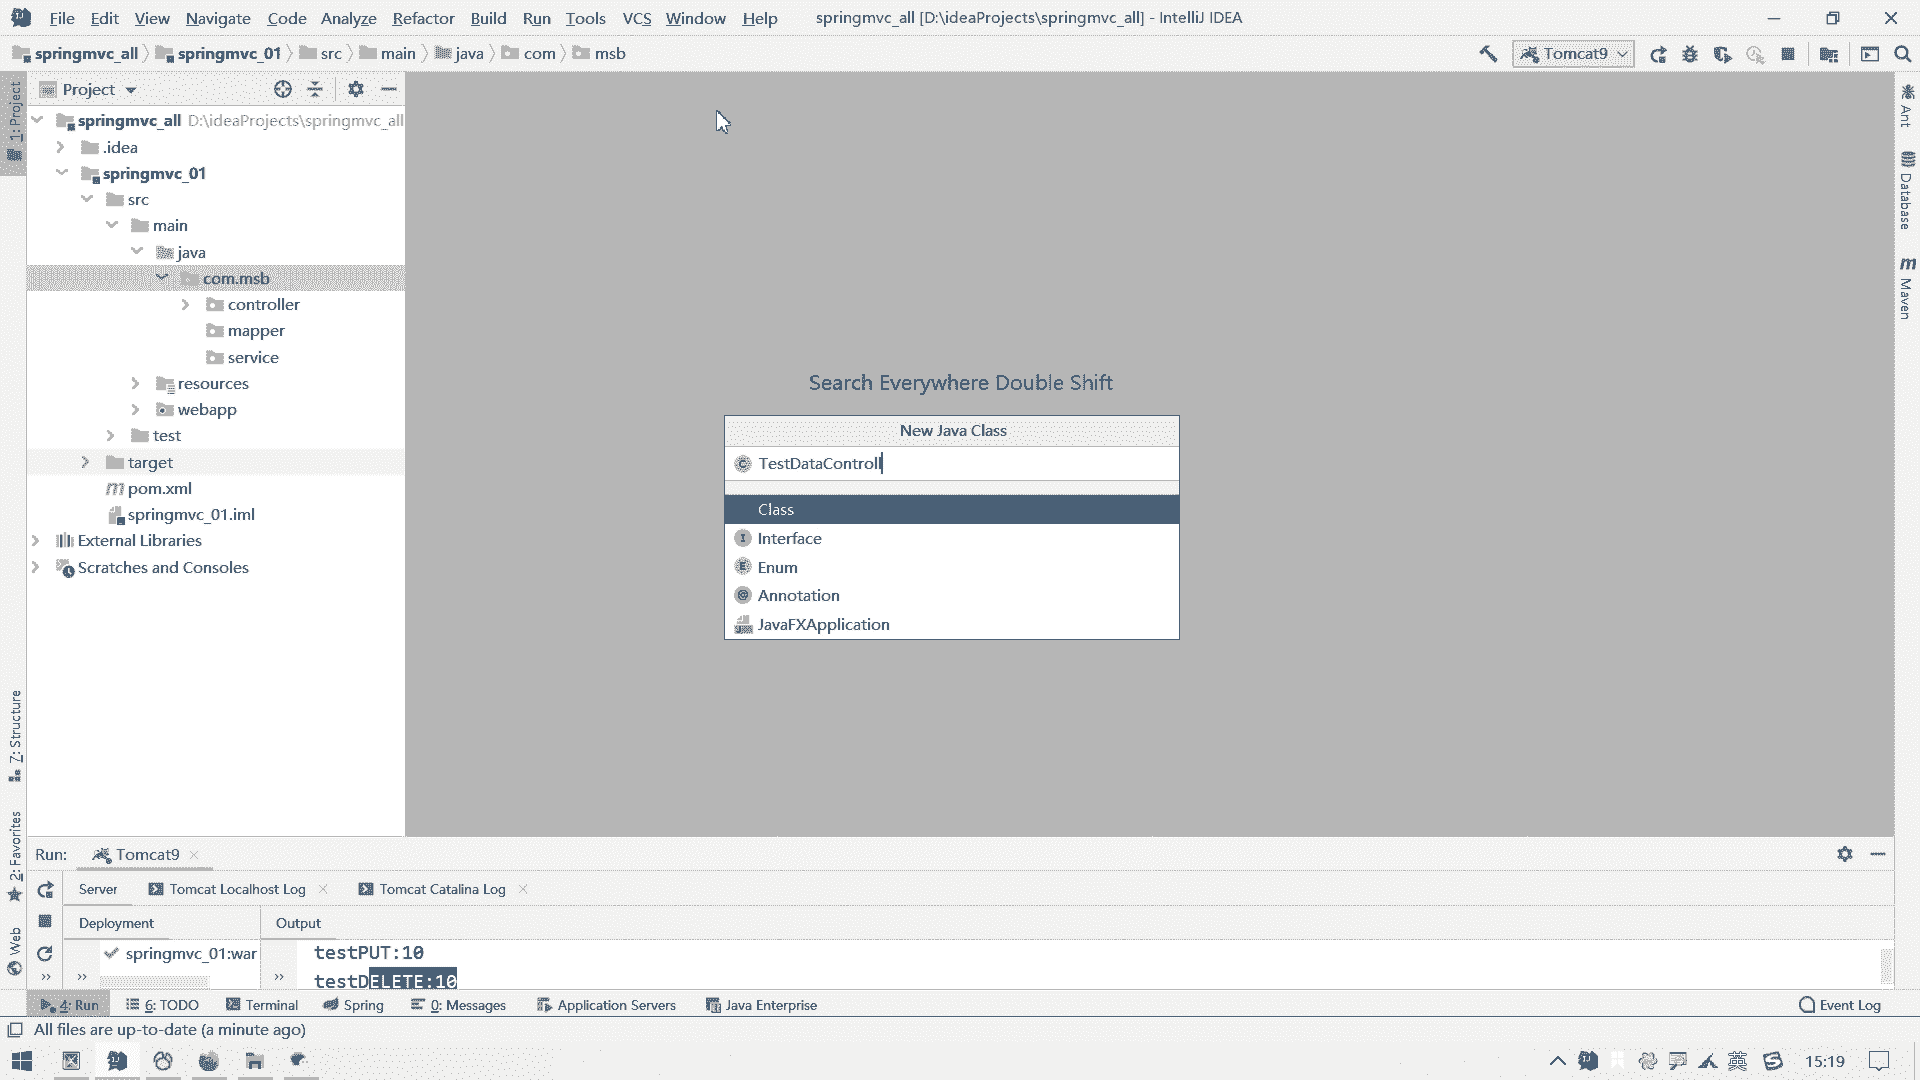 File Edit View Navigate Code Analyze Refactor Build Run Tools VCS Window Help springmvc_all [D:\ideaProjects\springmvc_all] - IntelliJ IDEA
springmvc_all springmvc_01 src main java com msb Tomcat9
Project
1: Project
springmvc_all D:\ideaProjects\springmvc_all
.idea
springmvc_01
src
main
java
com.msb
controller
mapper
service
resources
webapp
test
target
pom.xml
springmvc_01.iml
External Libraries
Scratches and Consoles
Search Everywhere Double Shift
New Java Class
TestDataControll
Class
Interface
Enum
Annotation
JavaFXApplication
Ant
Database
Maven
Z: Structure
2: Favorites
Web
Run: Tomcat9
Server Tomcat Localhost Log Tomcat Catalina Log
Deployment Output
springmvc_01:war
testPUT:10
testDELETE:10
4: Run 6: TODO Terminal Spring 0: Messages Application Servers Java Enterprise Event Log
All files are up-to-date (a minute ago)
英 15:19